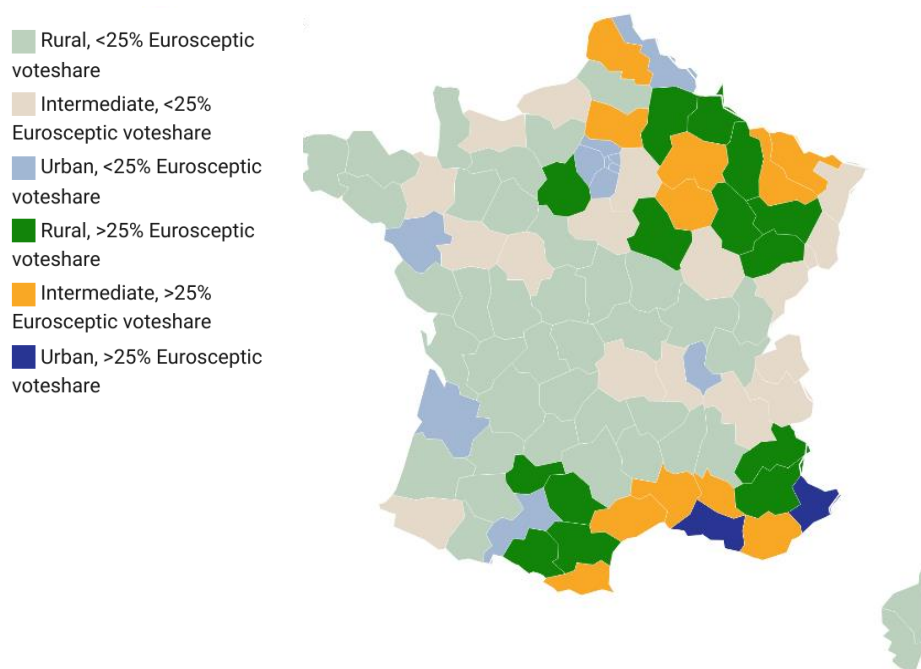 Rural, <25% Eurosceptic
voteshare
Intermediate, <25%
Eurosceptic voteshare
Urban, <25% Eurosceptic
voteshare
Rural, >25% Eurosceptic
voteshare
Intermediate, >25%
Eurosceptic voteshare
Urban, >25% Eurosceptic
voteshare